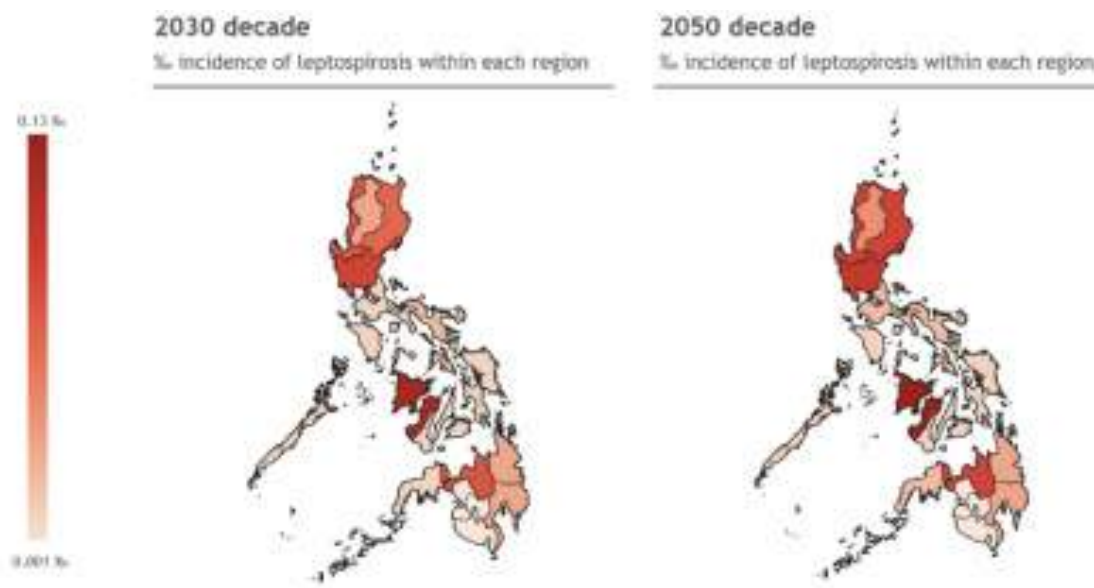 2030 decade
‰ incidence of leptospirosis within each region
2050 decade
‰ incidence of leptospirosis within each region
0.13 ‰
0.001 ‰